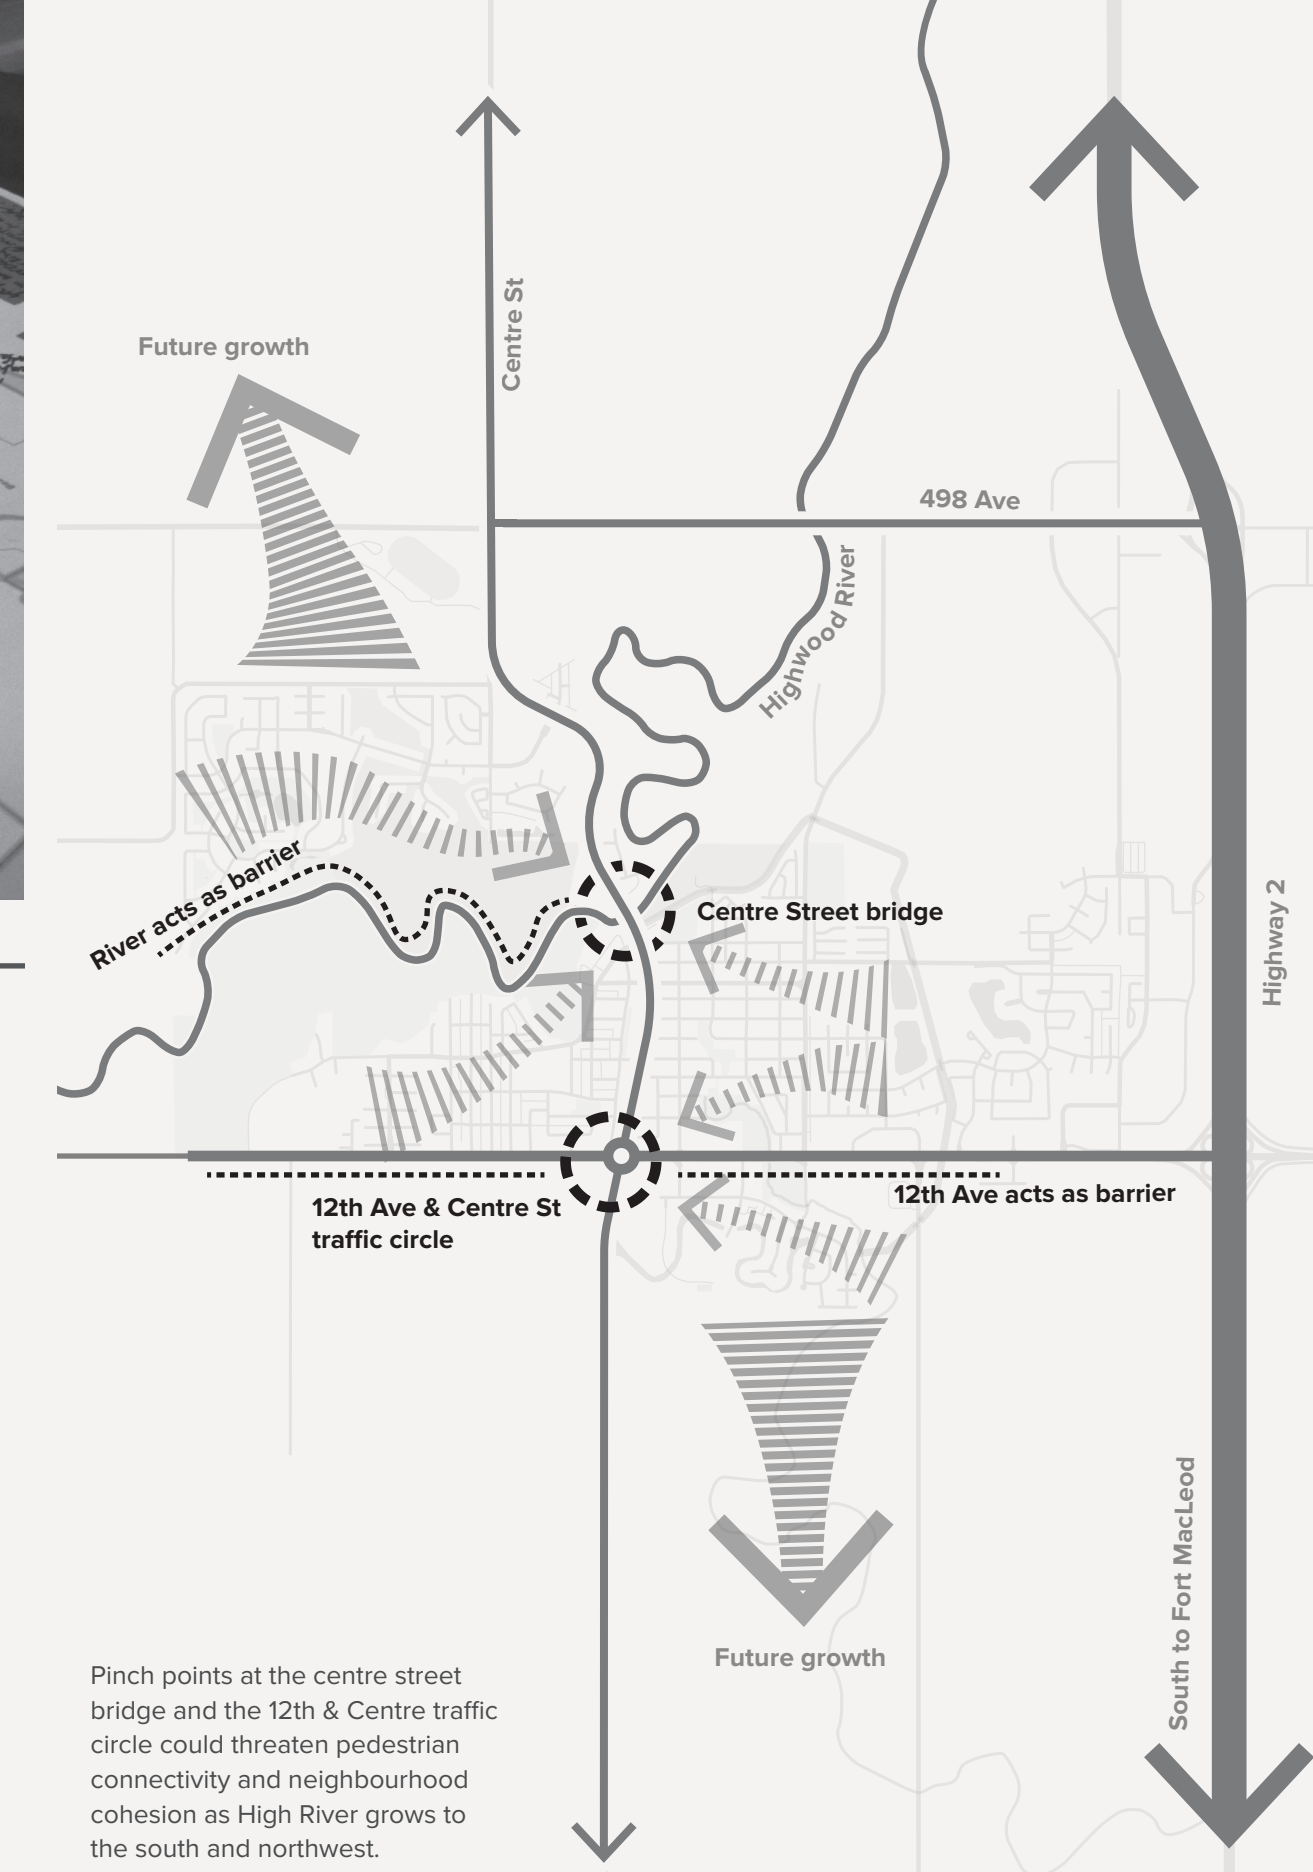 Centre St
Future growth
498 Ave
Highwood River
River acts as barrier
Centre Street bridge
Highway 2
12th Ave & Centre St
traffic circle
12th Ave acts as barrier
South to Fort MacLeod
Future growth
Pinch points at the centre street
bridge and the 12th & Centre traffic
circle could threaten pedestrian
connectivity and neighbourhood
cohesion as High River grows to
the south and northwest.